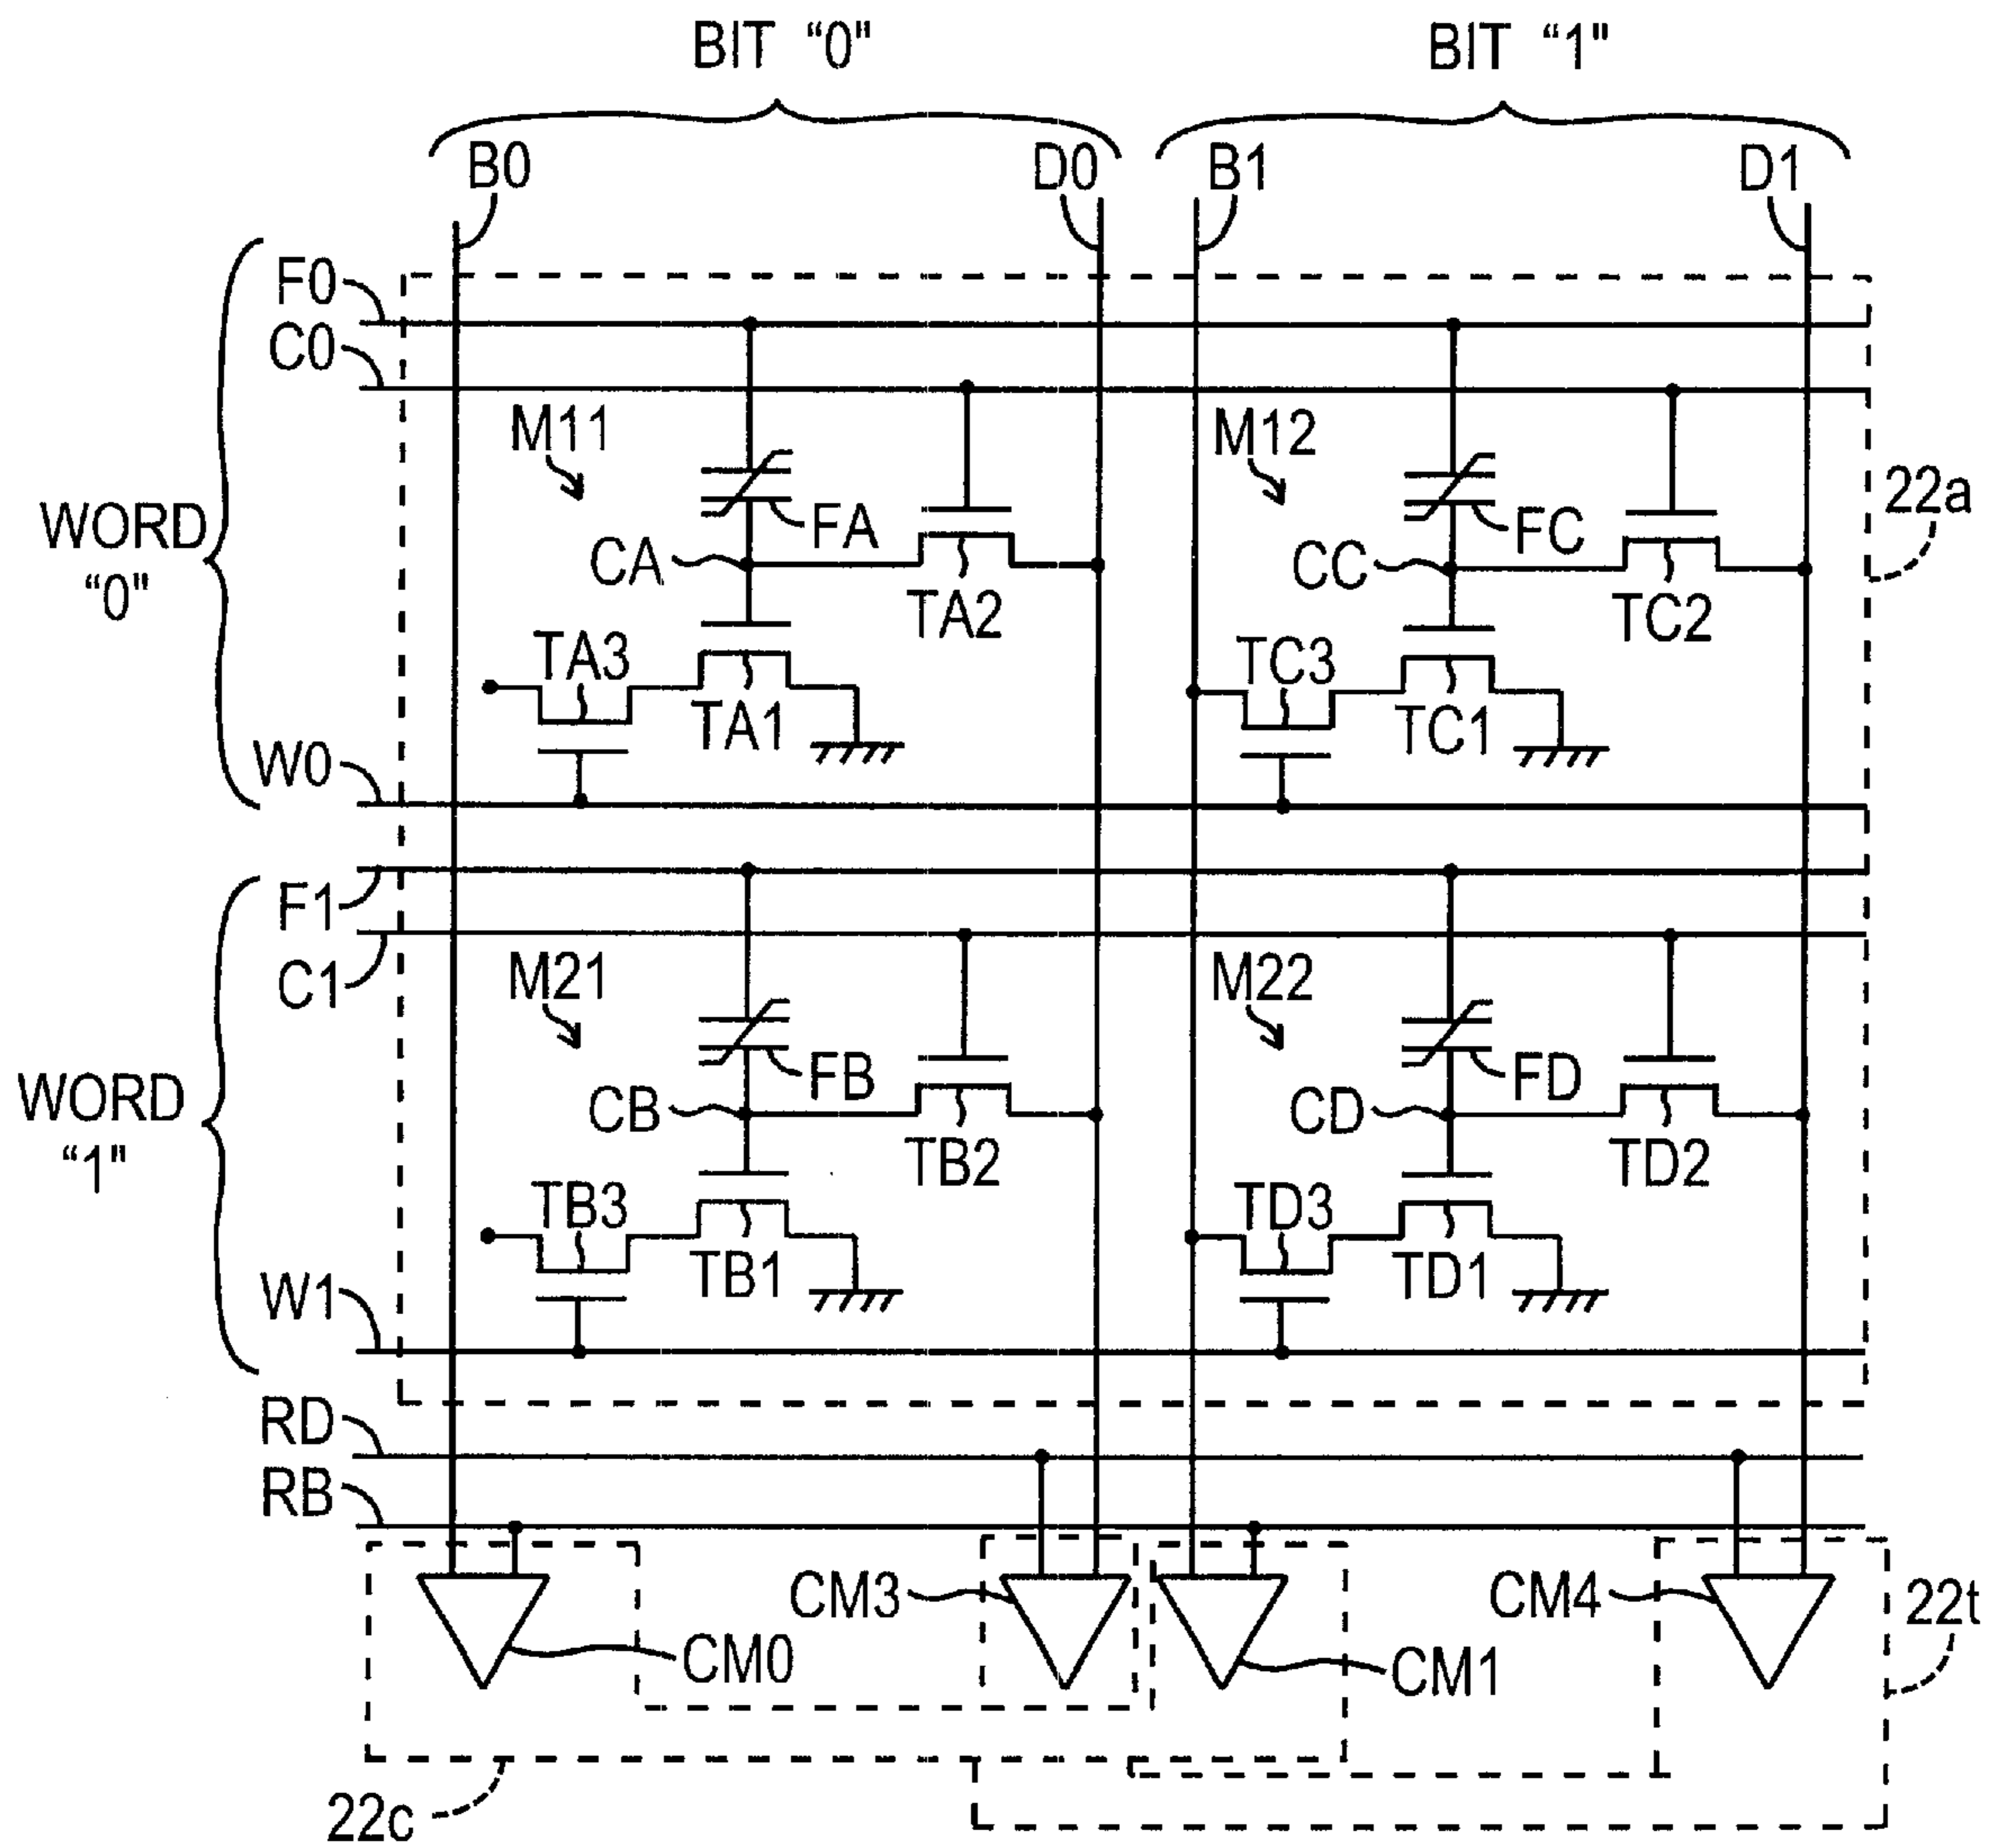 BIT “0"
BIT “1"
B0
D0
B1
D1
F0
C0
M11
M12
22a
WORD
“0"
FA
FC
CA
CC
TA2
TC2
TA3
TC3
TA1
TC1
W0
F1
C1
M21
M22
FB
FD
WORD
“1"
CB
CD
TB2
TD2
TB3
TD3
TB1
TD1
W1
RD
RB
CM3
CM4
22t
CM0
CM1
22c